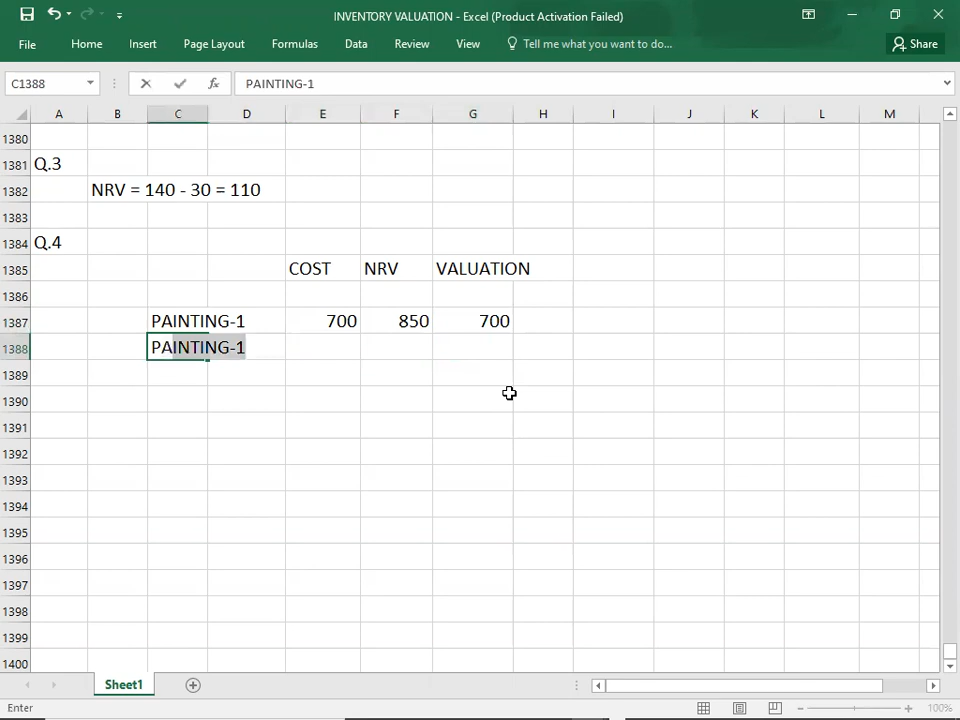 INVENTORY VALUATION - Excel (Product Activation Failed)
File Home Insert Page Layout Formulas Data Review View Tell me what you want to do... Share
C1388 fx PAINTING-1
A B C D E F G H I J K L M
1380
1381 Q.3
1382 NRV = 140 - 30 = 110
1383
1384 Q.4
1385 COST NRV VALUATION
1386
1387 PAINTING-1 700 850 700
1388 PAINTING-1
1389
1390
1391
1392
1393
1394
1395
1396
1397
1398
1399
1400
Sheet1
Enter 100%